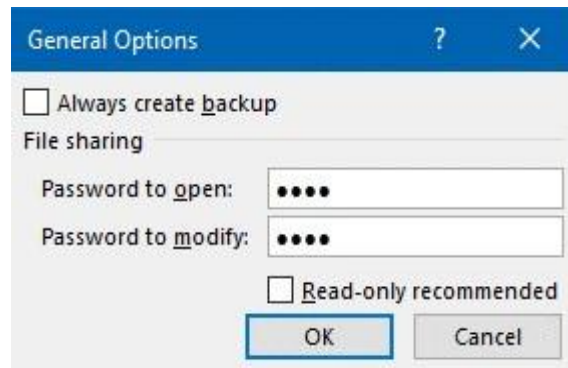 General Options ? ×
Always create backup
File sharing
Password to open: ••••
Password to modify: ••••
Read-only recommended
OK Cancel